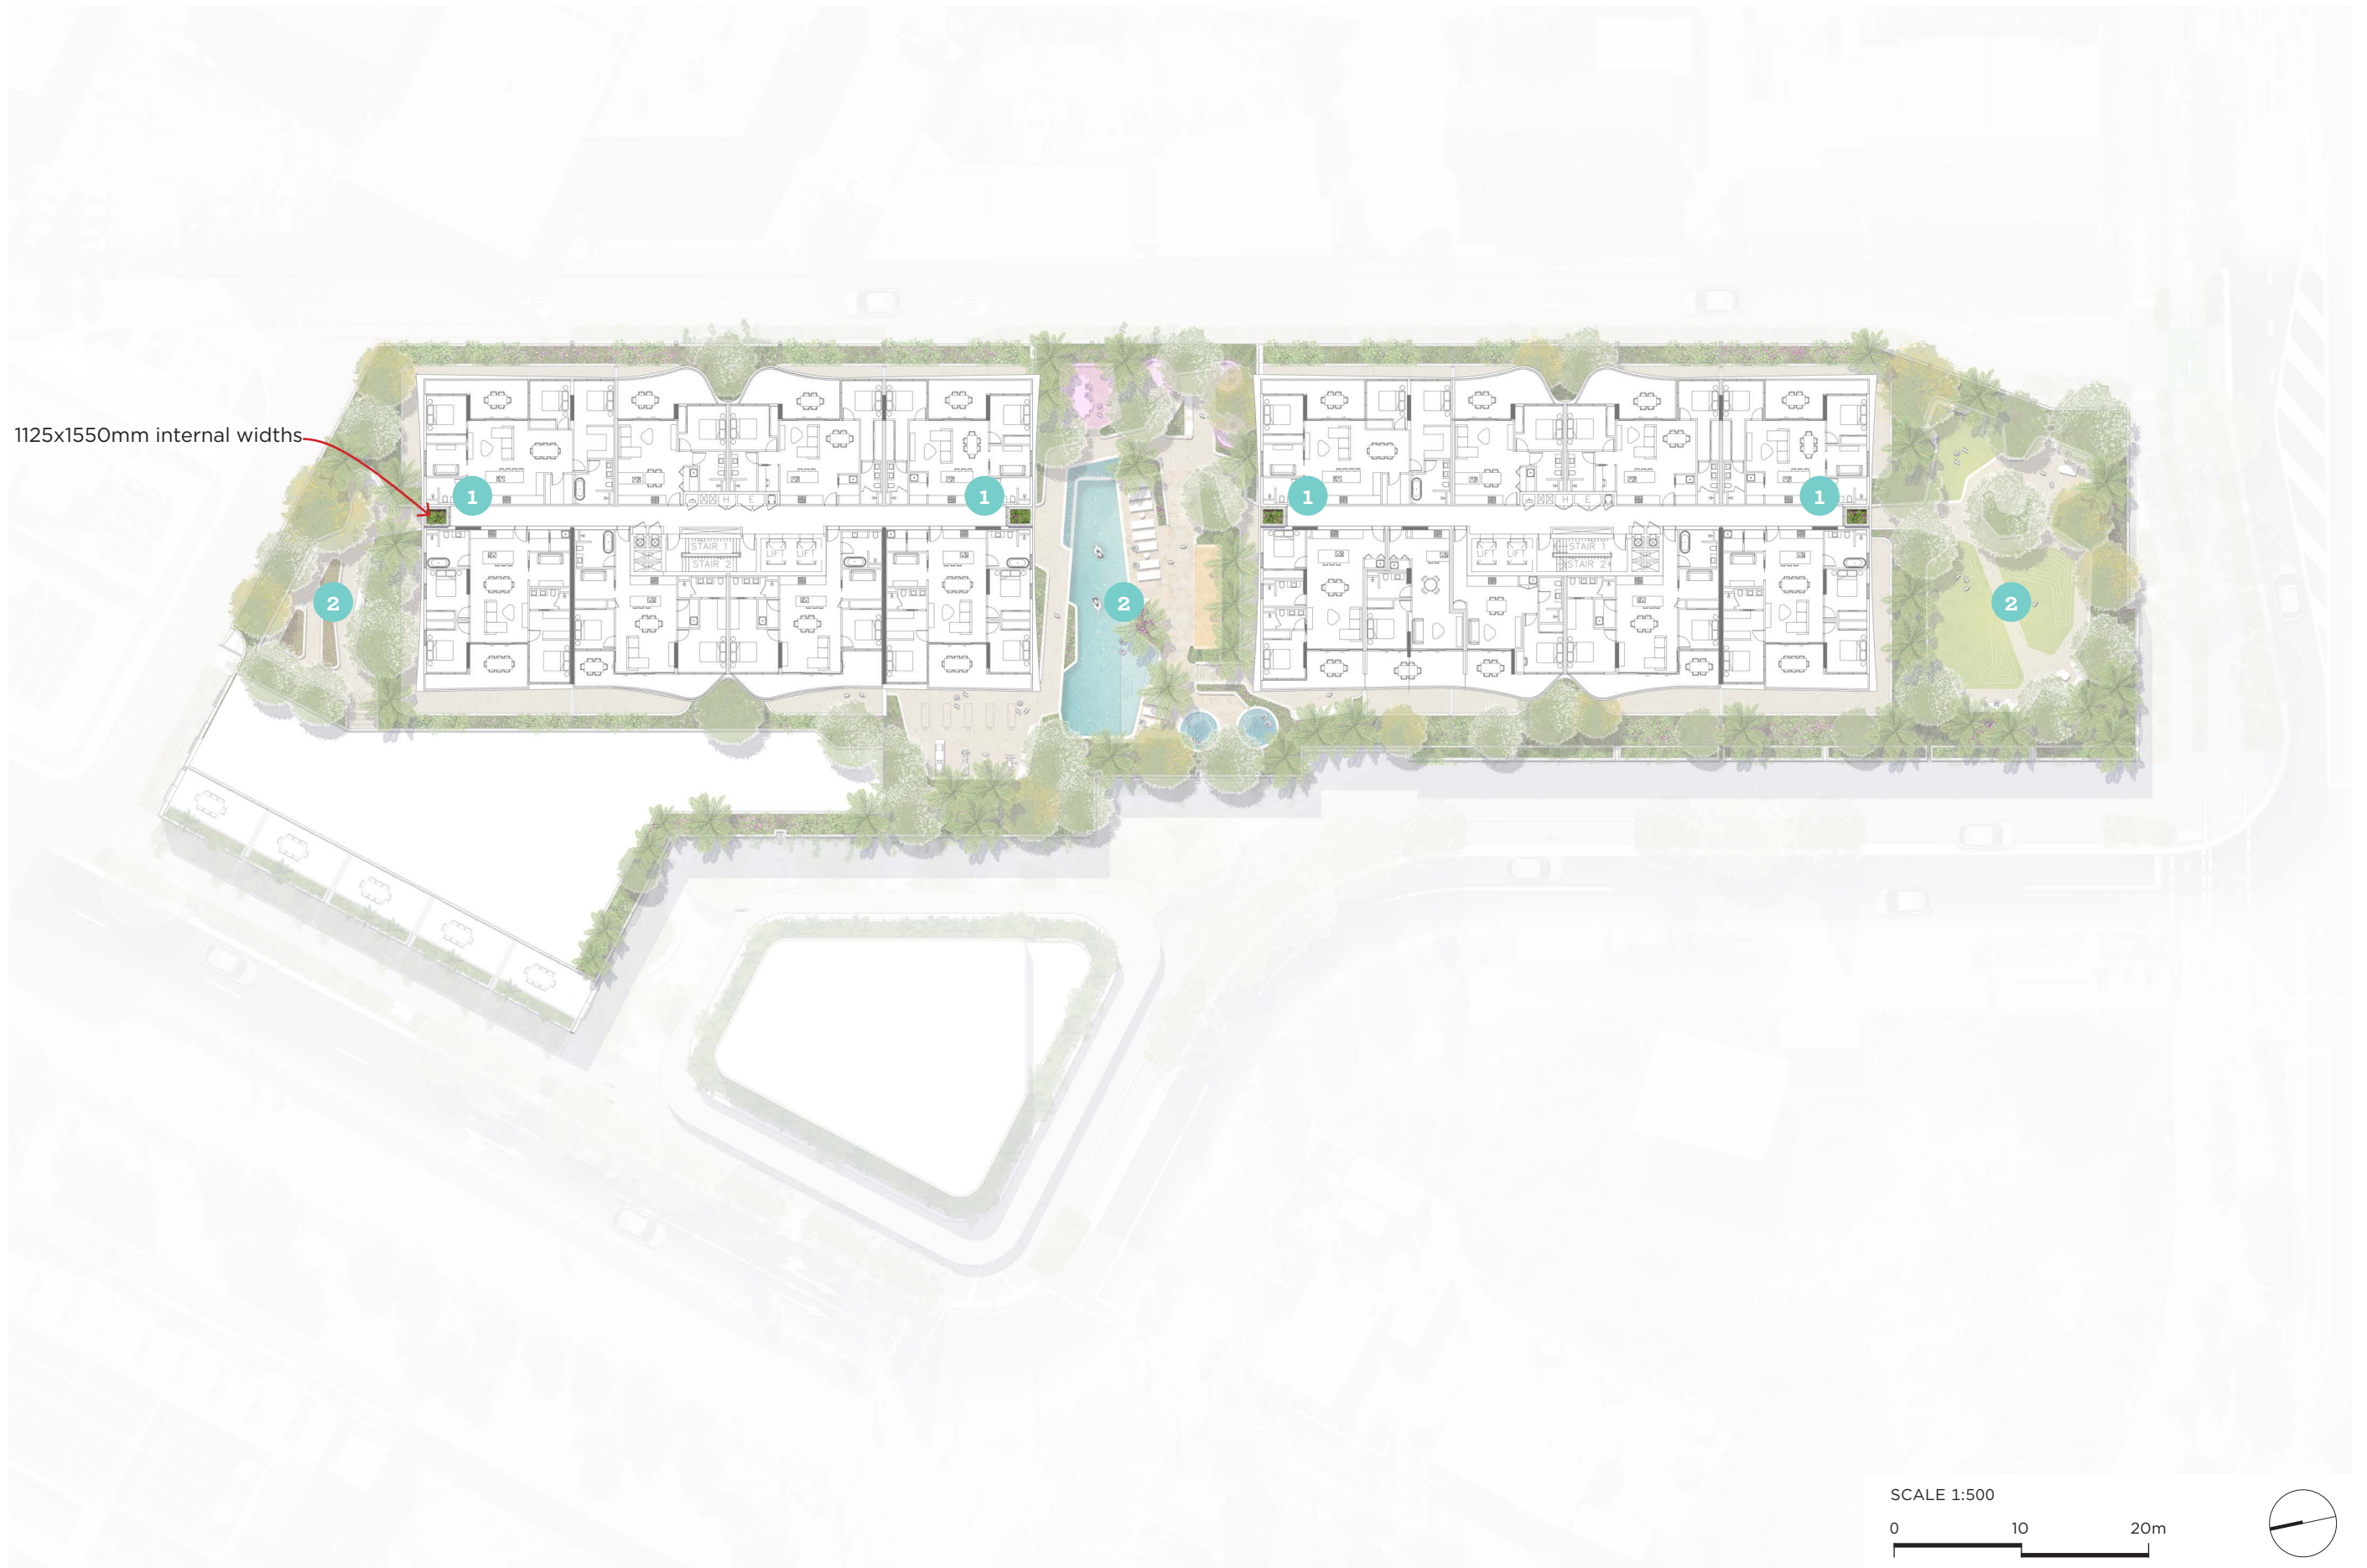 1125x1550mm internal widths
1
1
1
1
H E
H E
STAIR 1
STAIR 2
LIFT LIFT
LIFT LIFT
STAIR 1
STAIR 2
2
2
2
SCALE 1:500
0 10 20m